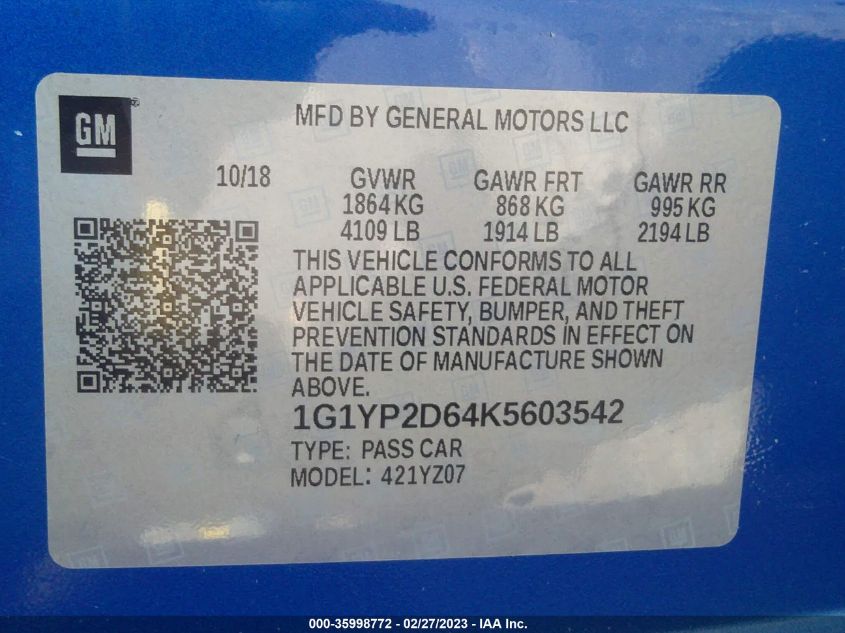 GM
MFD BY GENERAL MOTORS LLC
10/18 GVWR GAWR FRT GAWR RR
1864 KG 868 KG 995 KG
4109 LB 1914 LB 2194 LB
THIS VEHICLE CONFORMS TO ALL
APPLICABLE U.S. FEDERAL MOTOR
VEHICLE SAFETY, BUMPER, AND THEFT
PREVENTION STANDARDS IN EFFECT ON
THE DATE OF MANUFACTURE SHOWN
ABOVE.
1G1YP2D64K5603542
TYPE: PASS CAR
MODEL: 421YZ07
000-35998772 - 02/27/2023 - IAA Inc.